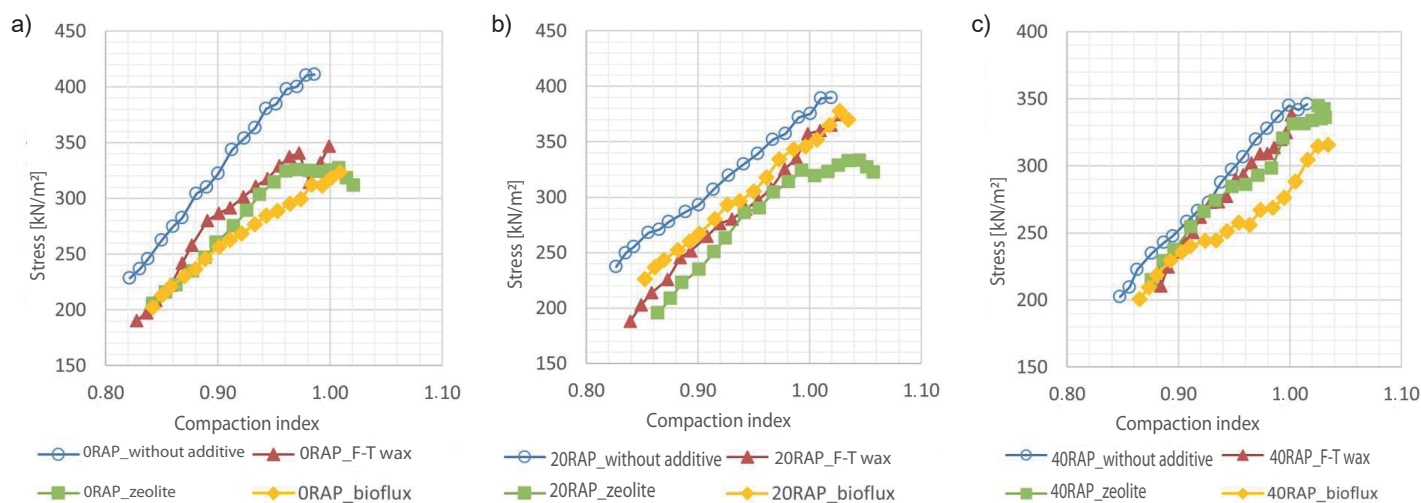 a)
450
400
350
300
250
200
150
Stress [kN/m²]
0.80 0.90 1.00 1.10
Compaction index
0RAP_without additive 0RAP_F-T wax
0RAP_zeolite 0RAP_bioflux
b)
450
400
350
300
250
200
150
Stress [kN/m²]
0.80 0.90 1.00 1.10
Compaction index
20RAP_without additive 20RAP_F-T wax
20RAP_zeolite 20RAP_bioflux
c)
400
350
300
250
200
150
Stress [kN/m²]
0.80 0.90 1.00 1.10
Compaction index
40RAP_without additive 40RAP_F-T wax
40RAP_zeolite 40RAP_bioflux